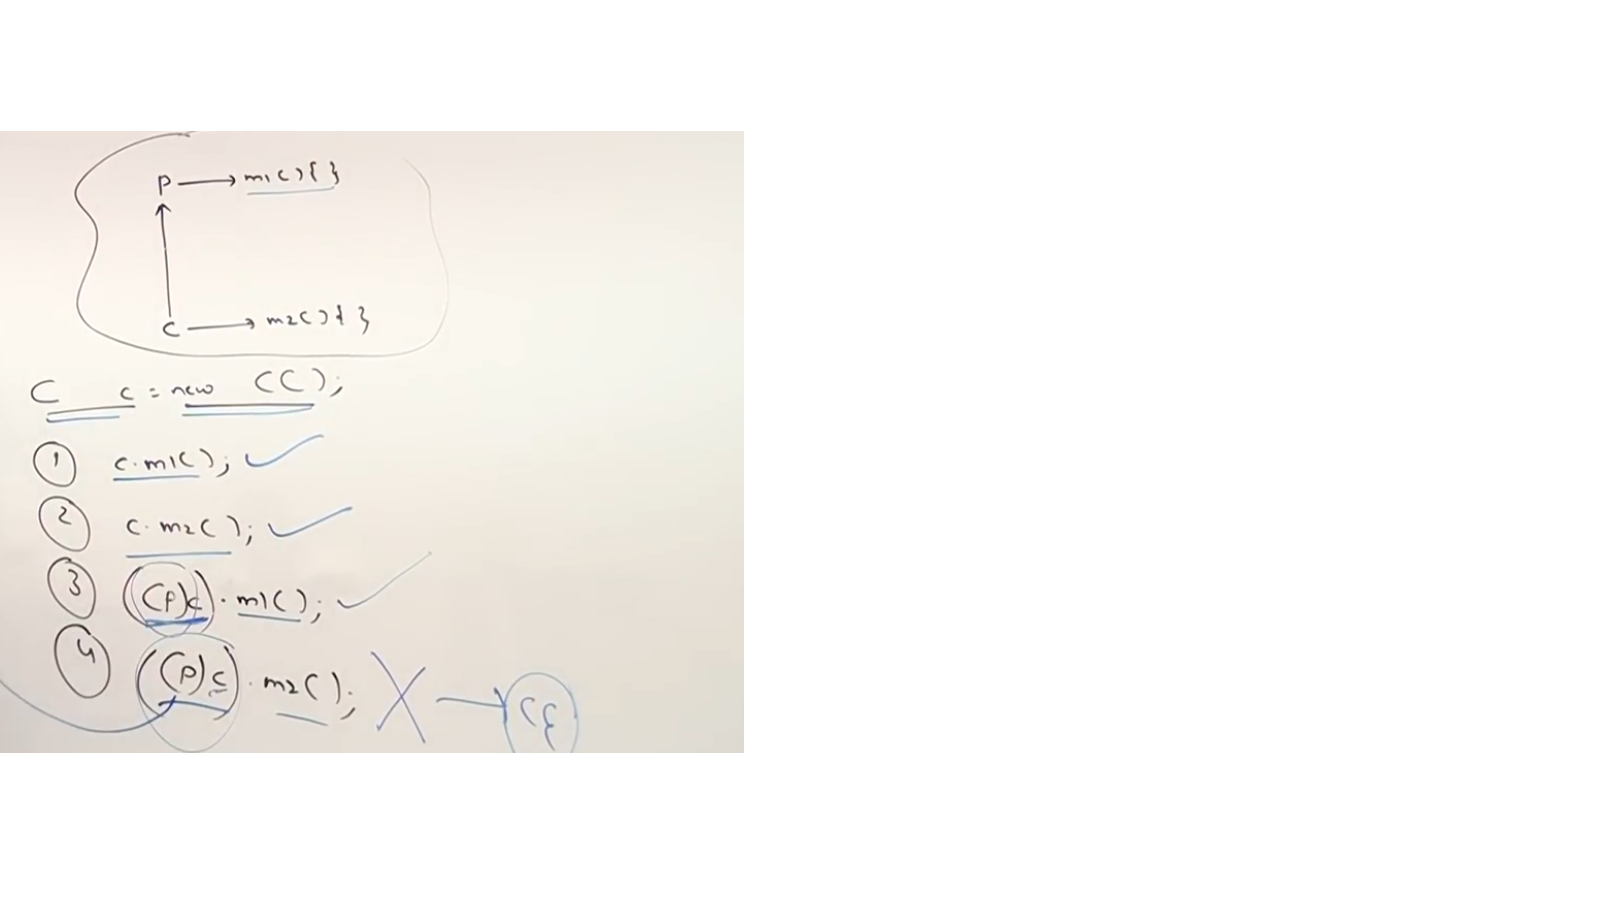 P → m1() { }
C → m2() { }
C c = new C();
1 c.m1();
2 c.m2();
3 ((P)c).m1();
4 ((P)c).m2(); X → CE